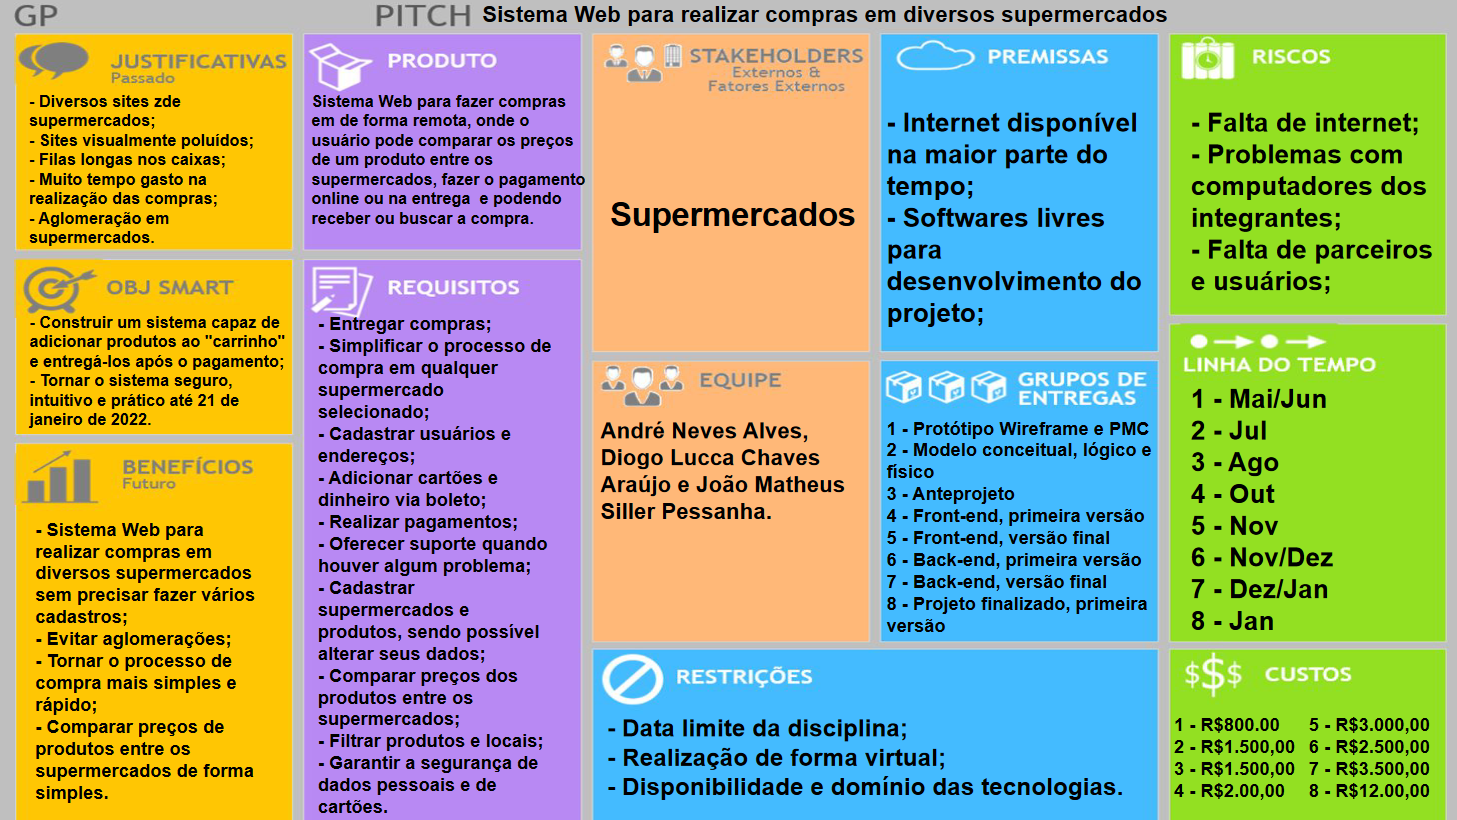 GP
PITCH Sistema Web para realizar compras em diversos supermercados
JUSTIFICATIVAS
Passado
- Diversos sites zde
supermercados;
- Sites visualmente poluídos;
- Filas longas nos caixas;
- Muito tempo gasto na
realização das compras;
- Aglomeração em
supermercados.
OBJ SMART
- Construir um sistema capaz de
adicionar produtos ao "carrinho"
e entregá-los após o pagamento;
- Tornar o sistema seguro,
intuitivo e prático até 21 de
janeiro de 2022.
BENEFÍCIOS
Futuro
- Sistema Web para
realizar compras em
diversos supermercados
sem precisar fazer vários
cadastros;
- Evitar aglomerações;
- Tornar o processo de
compra mais simples e
rápido;
- Comparar preços de
produtos entre os
supermercados de forma
simples.
PRODUTO
Sistema Web para fazer compras
em de forma remota, onde o
usuário pode comparar os preços
de um produto entre os
supermercados, fazer o pagamento
online ou na entrega e podendo
receber ou buscar a compra.
REQUISITOS
- Entregar compras;
- Simplificar o processo de
compra em qualquer
supermercado
selecionado;
- Cadastrar usuários e
endereços;
- Adicionar cartões e
dinheiro via boleto;
- Realizar pagamentos;
- Oferecer suporte quando
houver algum problema;
- Cadastrar
supermercados e
produtos, sendo possível
alterar seus dados;
- Comparar preços dos
produtos entre os
supermercados;
- Filtrar produtos e locais;
- Garantir a segurança de
dados pessoais e de
cartões.
STAKEHOLDERS
Externos &
Fatores Externos
Supermercados
EQUIPE
André Neves Alves,
Diogo Lucca Chaves
Araújo e João Matheus
Siller Pessanha.
PREMISSAS
- Internet disponível
na maior parte do
tempo;
- Softwares livres
para
desenvolvimento do
projeto;
GRUPOS DE
ENTREGAS
1 - Protótipo Wireframe e PMC
2 - Modelo conceitual, lógico e
físico
3 - Anteprojeto
4 - Front-end, primeira versão
5 - Front-end, versão final
6 - Back-end, primeira versão
7 - Back-end, versão final
8 - Projeto finalizado, primeira
versão
RESTRIÇÕES
- Data limite da disciplina;
- Realização de forma virtual;
- Disponibilidade e domínio das tecnologias.
RISCOS
- Falta de internet;
- Problemas com
computadores dos
integrantes;
- Falta de parceiros
e usuários;
LINHA DO TEMPO
1 - Mai/Jun
2 - Jul
3 - Ago
4 - Out
5 - Nov
6 - Nov/Dez
7 - Dez/Jan
8 - Jan
$$$ CUSTOS
1 - R$800.00 5 - R$3.000,00
2 - R$1.500,00 6 - R$2.500,00
3 - R$1.500,00 7 - R$3.500,00
4 - R$2.00,00 8 - R$12.00,00